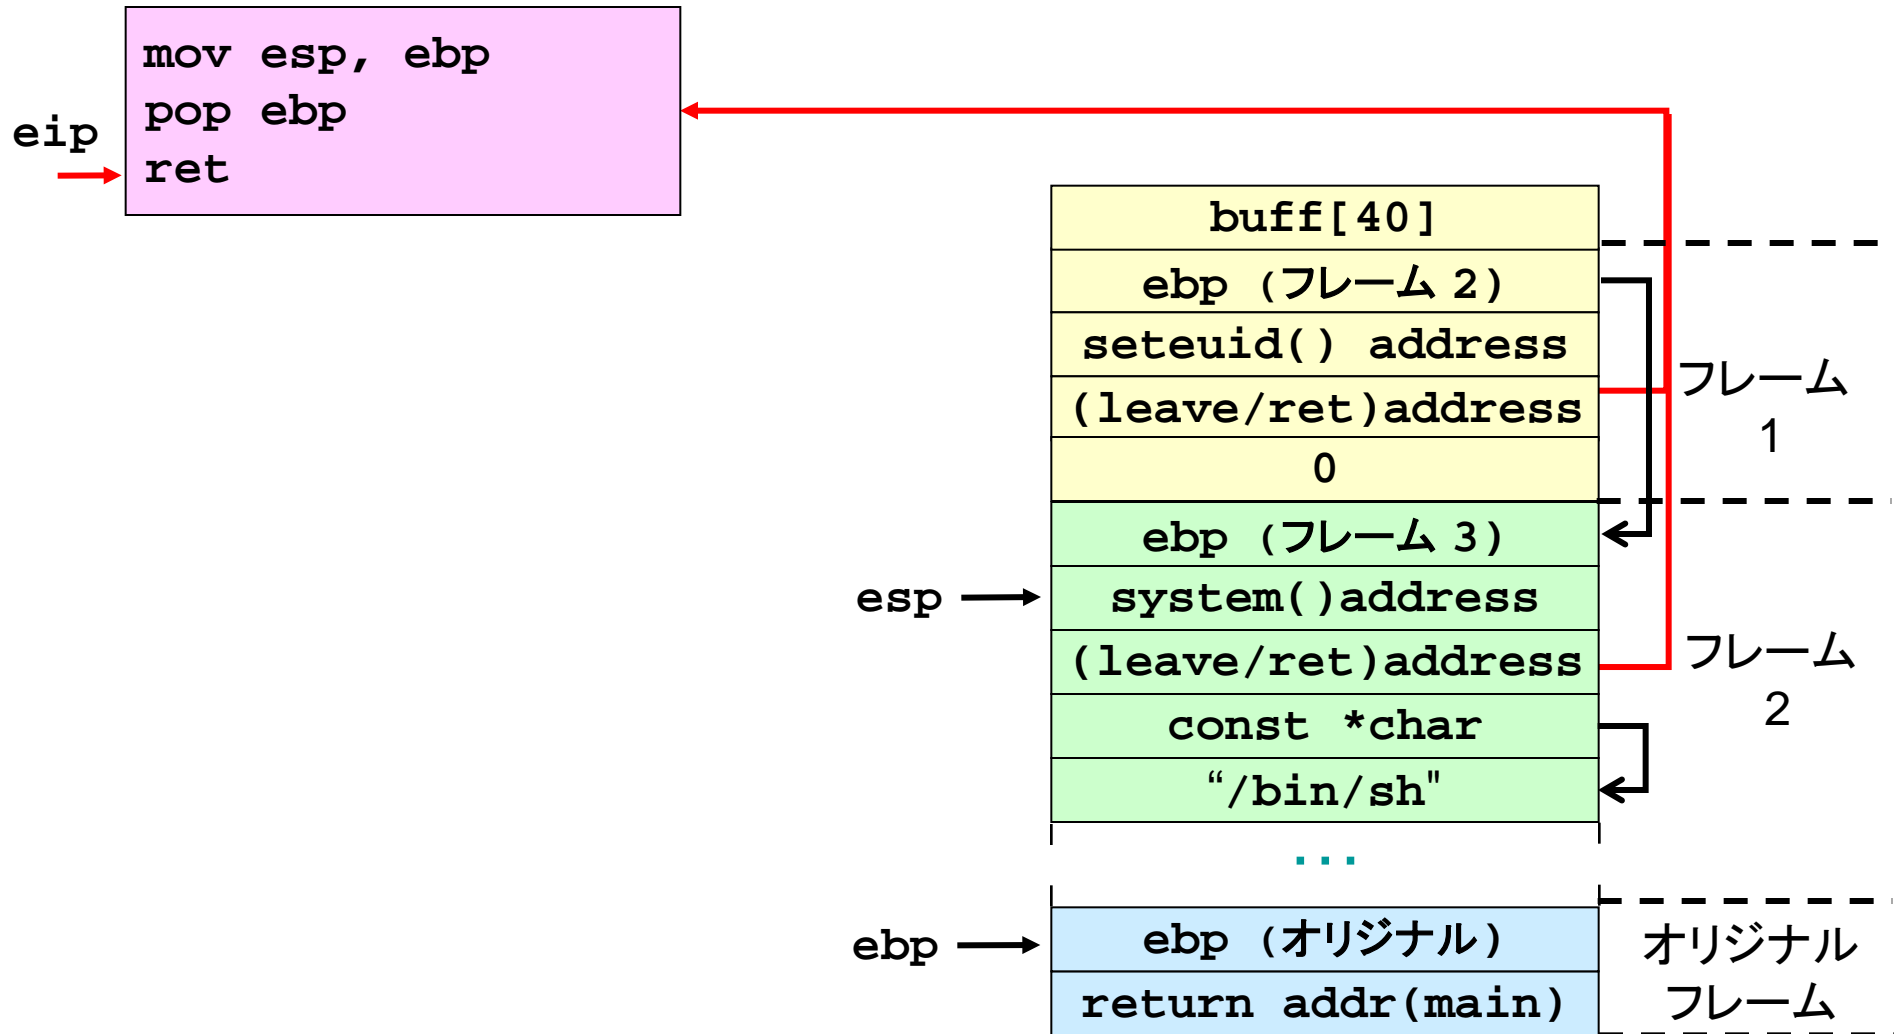 mov esp, ebp
pop ebp
ret
eip
buff[40]
ebp (フレーム 2)
seteuid() address
(leave/ret)address
0
フレーム
1
ebp (フレーム 3)
esp
system()address
(leave/ret)address
const *char
“/bin/sh"
フレーム
2
...
ebp
ebp (オリジナル)
return addr(main)
オリジナル
フレーム